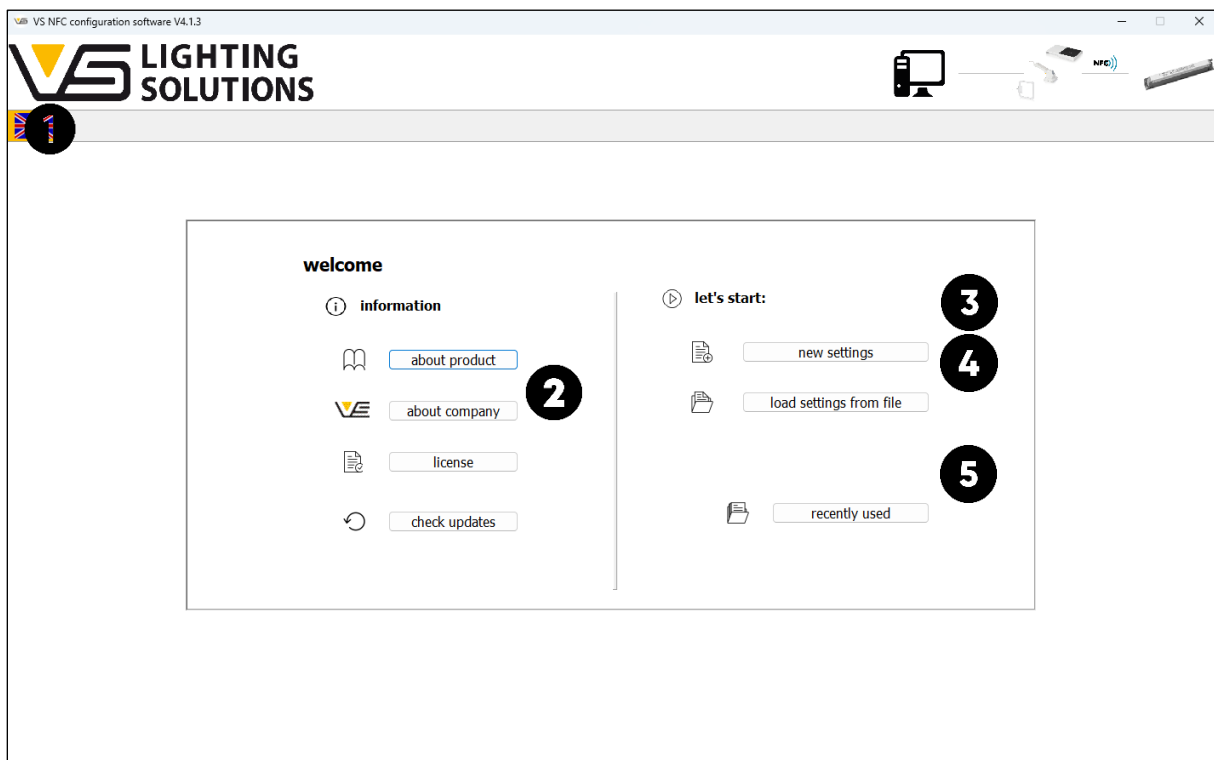 VS NFC configuration software V4.1.3
VS LIGHTING
SOLUTIONS
NFC
1
welcome
information
about product
2
about company
license
check updates
let's start:
3
new settings
4
load settings from file
5
recently used